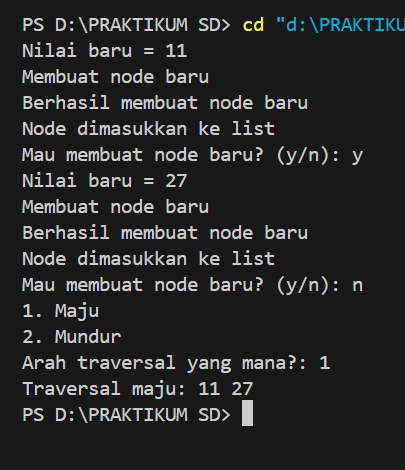 PS D:\PRAKTIKUM SD> cd "d:\PRAKTIKU
Nilai baru = 11
Membuat node baru
Berhasil membuat node baru
Node dimasukkan ke list
Mau membuat node baru? (y/n): y
Nilai baru = 27
Membuat node baru
Berhasil membuat node baru
Node dimasukkan ke list
Mau membuat node baru? (y/n): n
1. Maju
2. Mundur
Arah traversal yang mana?: 1
Traversal maju: 11 27
PS D:\PRAKTIKUM SD>